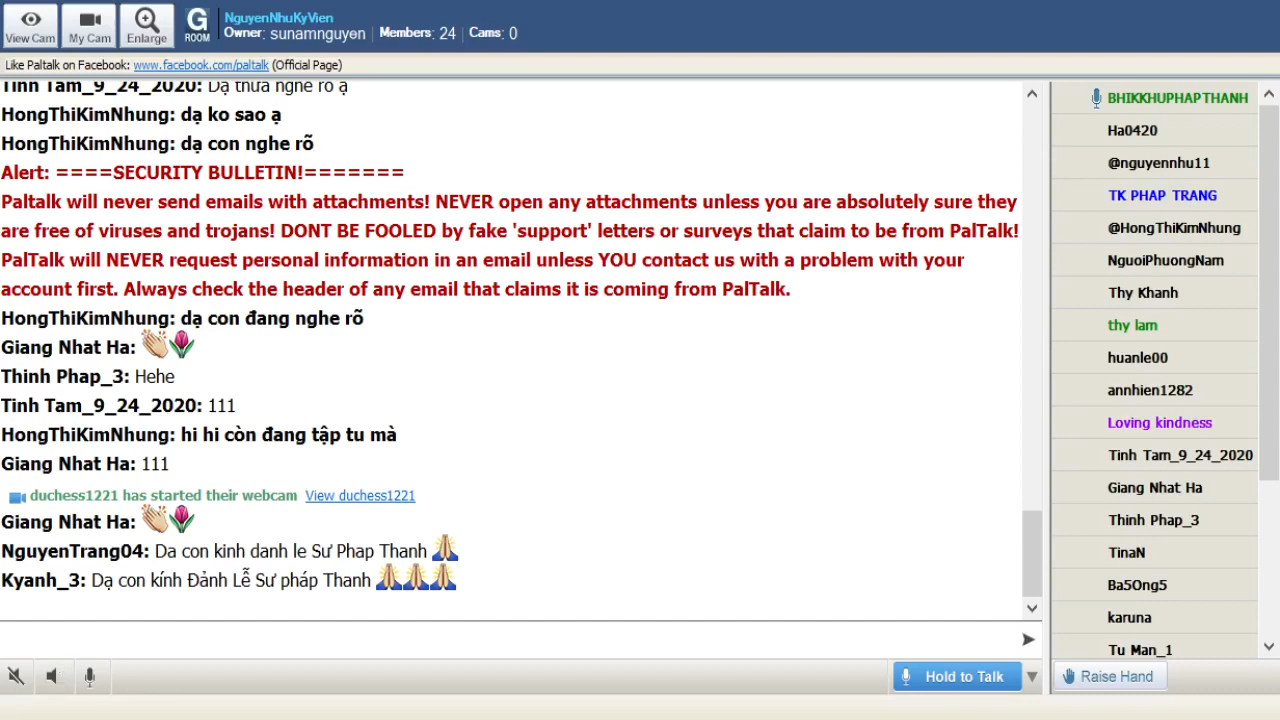 View Cam
My Cam
Enlarge
G
ROOM
NguyenNhuKyVien
Owner: sunamnguyen
Members: 24
Cams: 0
Like Paltalk on Facebook: www.facebook.com/paltalk (Official Page)
Tinh Tam_9_24_2020: Dạ thưa nghe rõ ạ
HongThiKimNhung: dạ ko sao ạ
HongThiKimNhung: dạ con nghe rõ
Alert: ====SECURITY BULLETIN!=======
Paltalk will never send emails with attachments! NEVER open any attachments unless you are absolutely sure they
are free of viruses and trojans! DONT BE FOOLED by fake 'support' letters or surveys that claim to be from PalTalk!
PalTalk will NEVER request personal information in an email unless YOU contact us with a problem with your
account first. Always check the header of any email that claims it is coming from PalTalk.
HongThiKimNhung: dạ con đang nghe rõ
Giang Nhat Ha:
Thinh Phap_3: Hehe
Tinh Tam_9_24_2020: 111
HongThiKimNhung: hi hi còn đang tập tu mà
Giang Nhat Ha: 111
duchess1221 has started their webcam View duchess1221
Giang Nhat Ha:
NguyenTrang04: Da con kinh danh le Sư Phap Thanh
Kyanh_3: Dạ con kính Đảnh Lễ Sư pháp Thanh
Hold to Talk
BHIKKHUPHAPTHANH
Ha0420
@nguyennhu11
TK PHAP TRANG
@HongThiKimNhung
NguoiPhuongNam
Thy Khanh
thy lam
huanle00
annhien1282
Loving kindness
Tinh Tam_9_24_2020
Giang Nhat Ha
Thinh Phap_3
TinaN
Ba5Ong5
karuna
Tu Man_1
Raise Hand